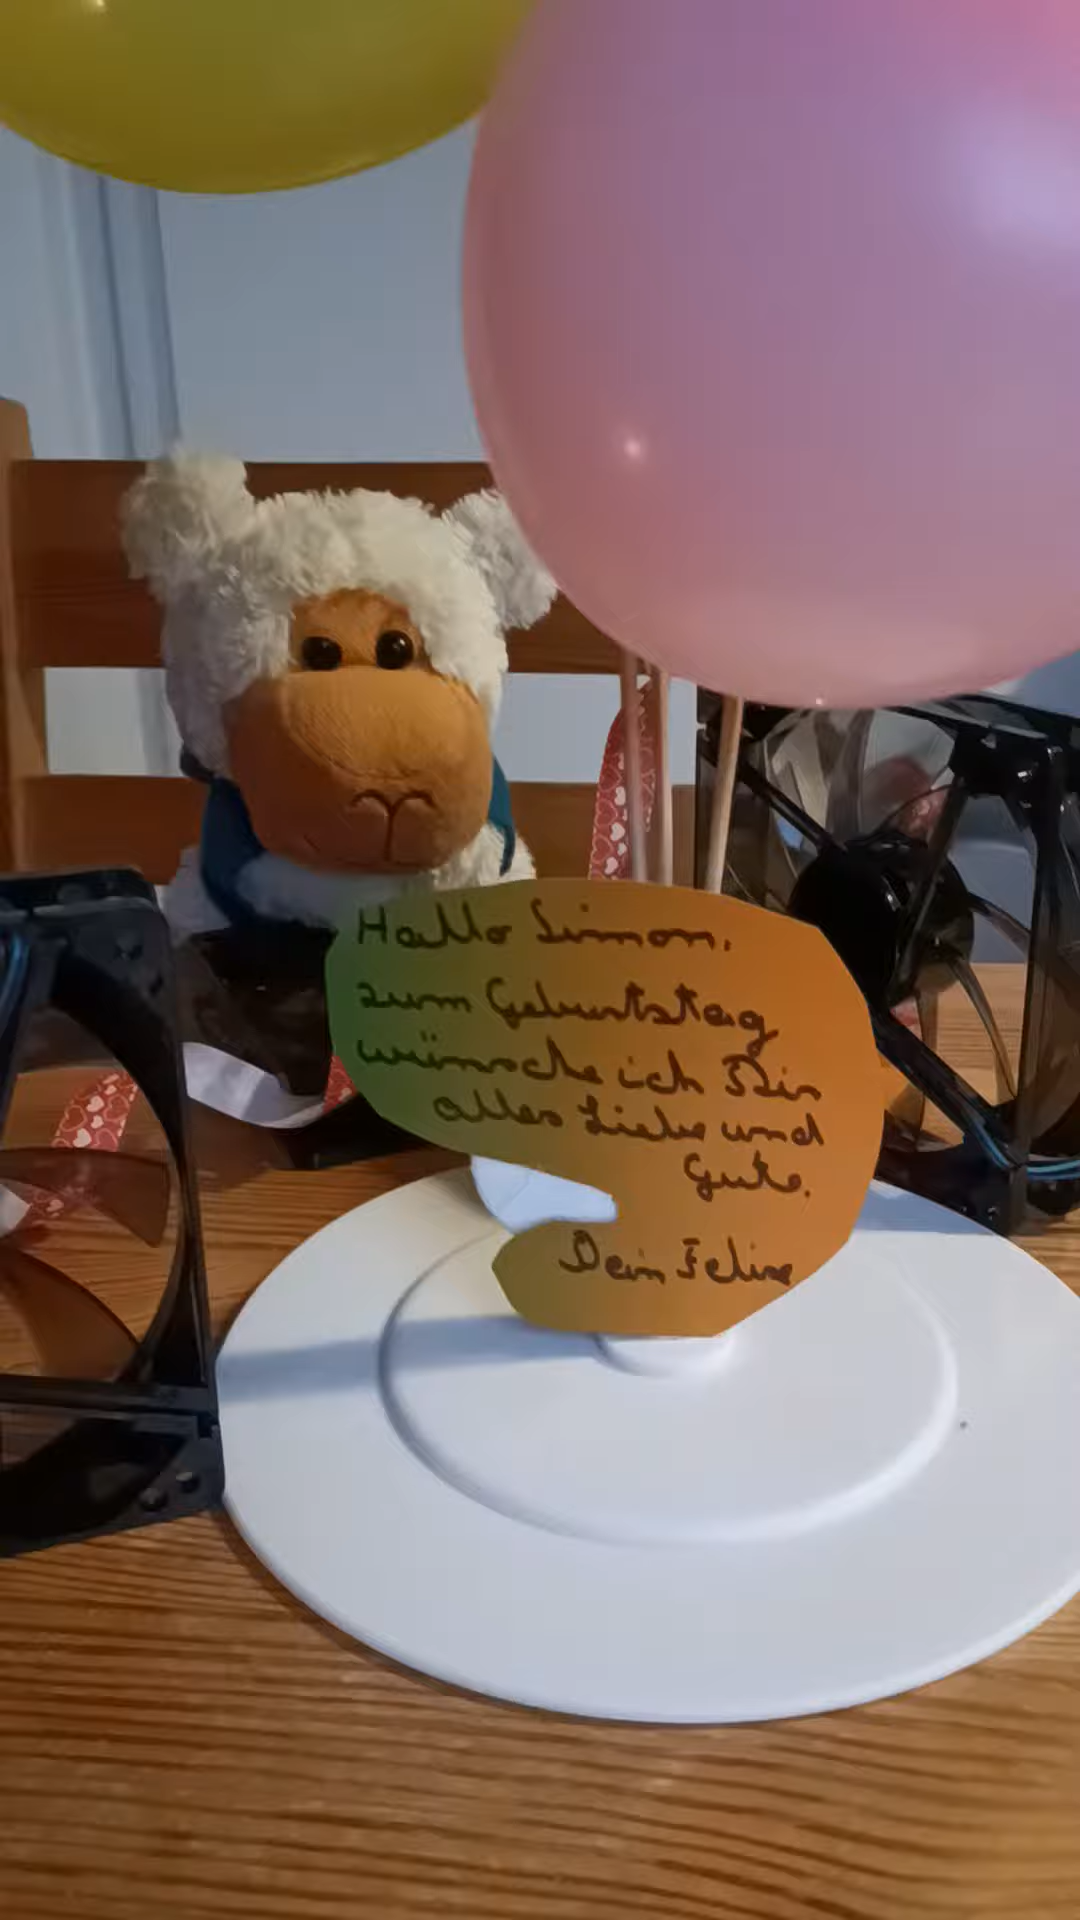 Hallo Simon,
zum Geburtstag
wünsche ich Dir
alles Liebe und
Gute.
Dein Felix